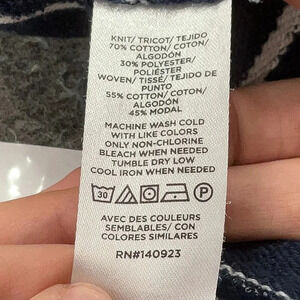 KNIT/ TRICOT/ TEJIDO
70% COTTON/ COTON/
ALGODÓN
30% POLYESTER/
POLIÉSTER
WOVEN/ TISSÉ/ TEJIDO DE
PUNTO
55% COTTON/ COTON/
ALGODÓN
45% MODAL
MACHINE WASH COLD
WITH LIKE COLORS
ONLY NON-CHLORINE
BLEACH WHEN NEEDED
TUMBLE DRY LOW
COOL IRON WHEN NEEDED
30 P
AVEC DES COULEURS
SEMBLABLES/ CON
COLORES SIMILARES
RN#140923